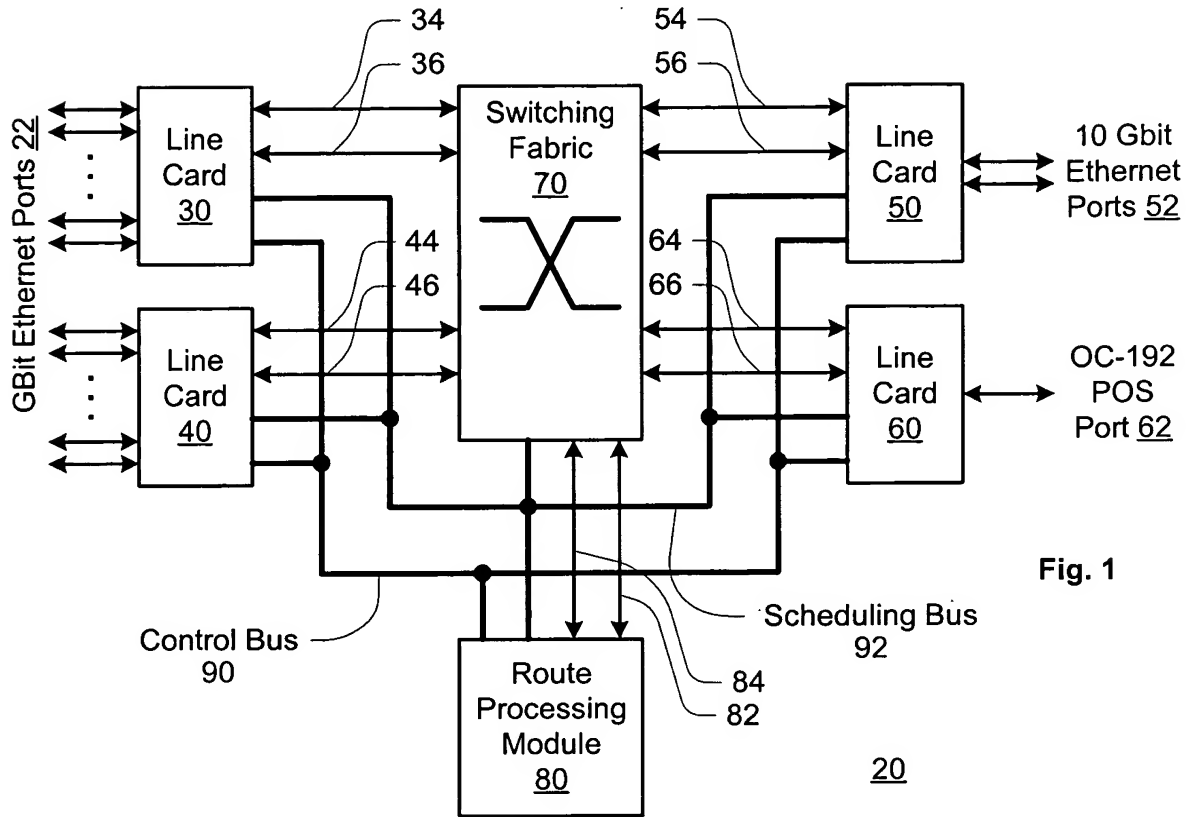 34
36
54
56
GBit Ethernet Ports 22
Line
Card
30
Switching
Fabric
70
Line
Card
50
10 Gbit
Ethernet
Ports 52
44
46
64
66
Line
Card
40
Line
Card
60
OC-192
POS
Port 62
Fig. 1
Control Bus
90
Scheduling Bus
92
84
82
Route
Processing
Module
80
20